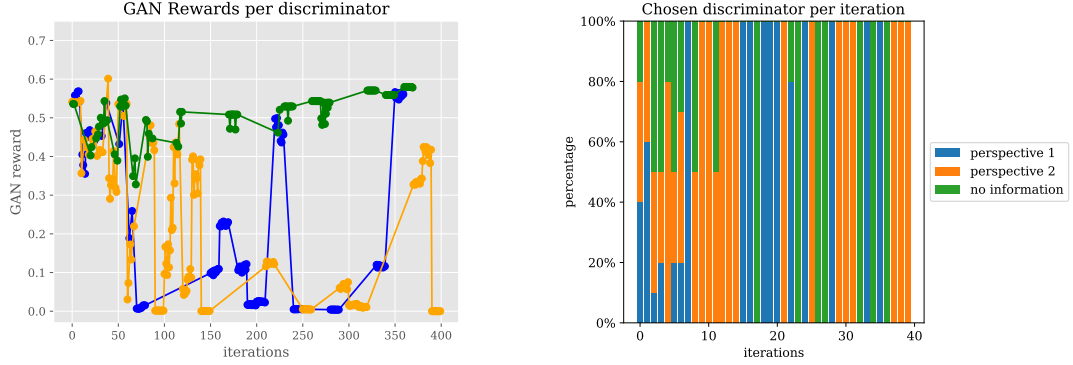 GAN Rewards per discriminator
0.7
0.6
0.5
0.4
0.3
0.2
0.1
0.0
GAN reward
0 50 100 150 200 250 300 350 400
iterations
Chosen discriminator per iteration
100%
80%
60%
40%
20%
0%
percentage
0 10 20 30 40
iterations
perspective 1
perspective 2
no information